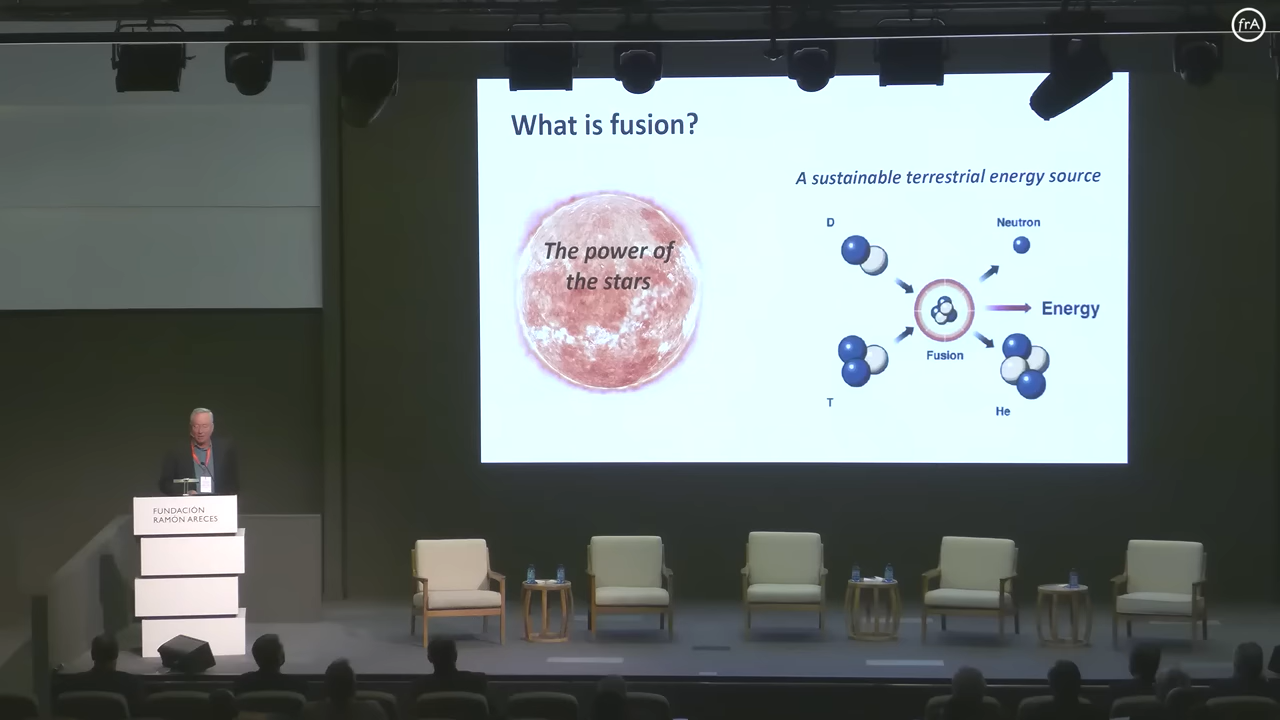 frA
What is fusion?
The power of
the stars
A sustainable terrestrial energy source
D
Neutron
Energy
Fusion
T
He
FUNDACIÓN
RAMÓN ARECES